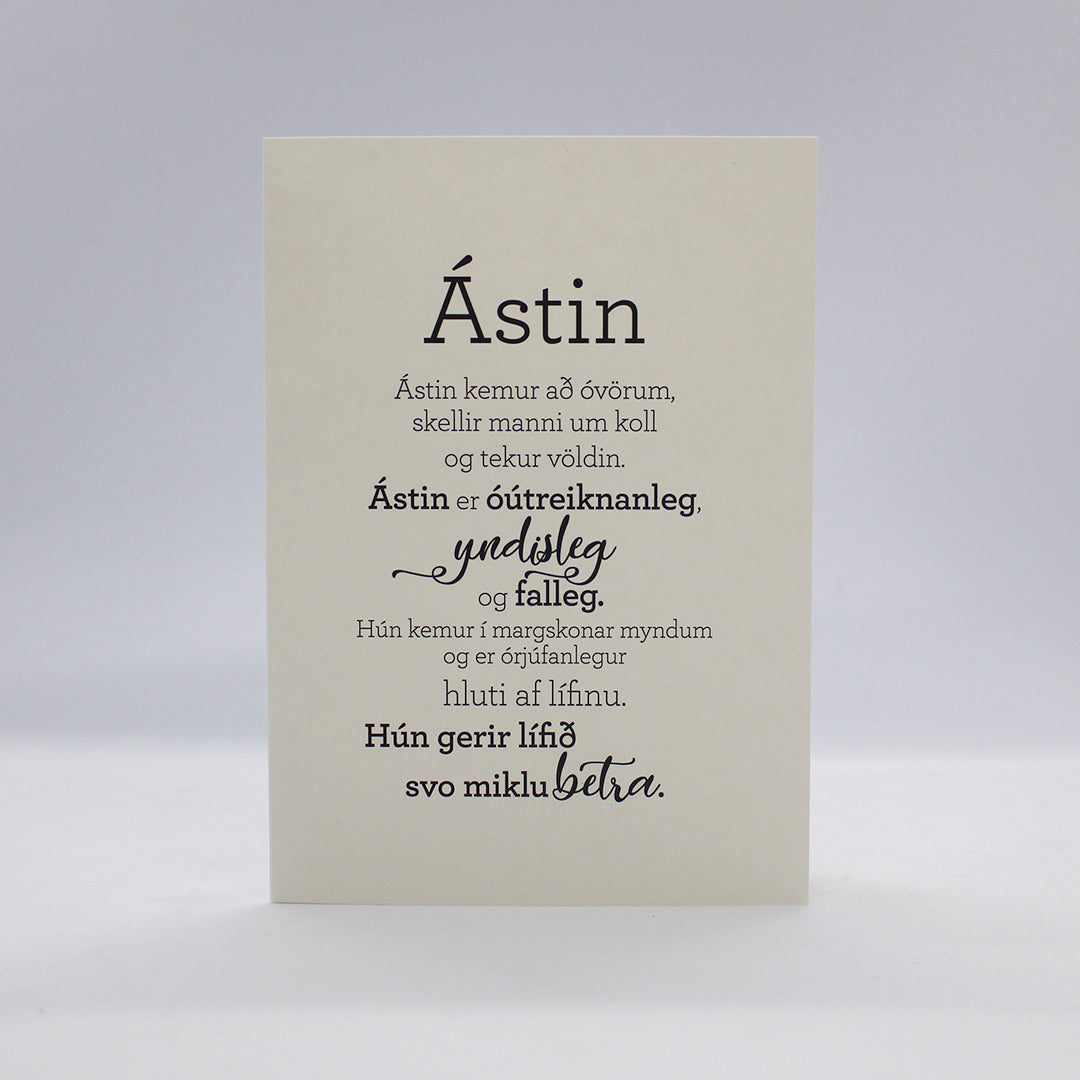 Ástin
Ástin kemur að óvörum,
skellir manni um koll
og tekur völdin.
Ástin er óútreiknanleg,
yndisleg
og falleg.
Hún kemur í margskonar myndum
og er órjúfanlegur
hluti af lífinu.
Hún gerir lífið
svo miklu betra.